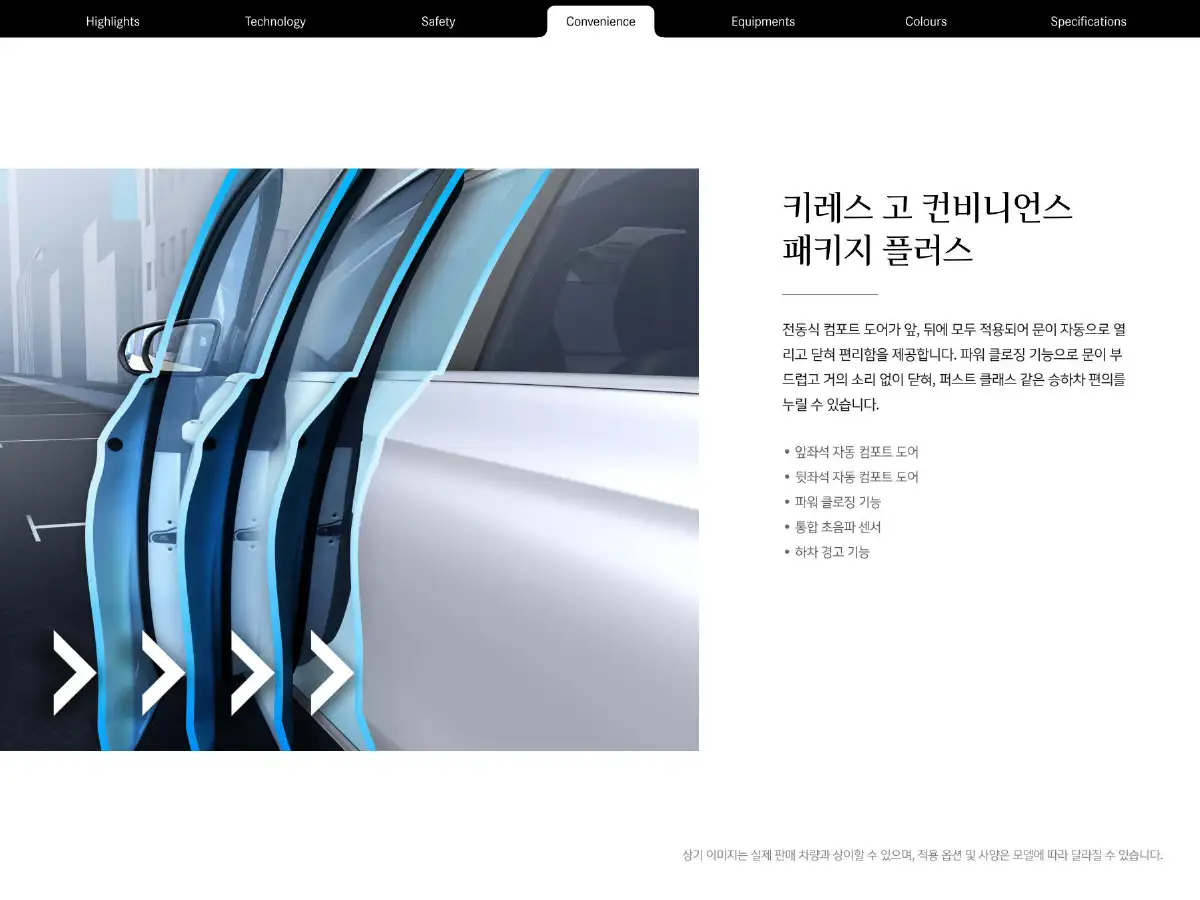 Highlights
Technology
Safety
Convenience
Equipments
Colours
Specifications
키레스 고 컨비니언스
패키지 플러스
전동식 컴포트 도어가 앞, 뒤에 모두 적용되어 문이 자동으로 열
리고 닫혀 편리함을 제공합니다. 파워 클로징 기능으로 문이 부
드럽고 거의 소리 없이 닫혀, 퍼스트 클래스 같은 승하차 편의를
누릴 수 있습니다.
• 앞좌석 자동 컴포트 도어
• 뒷좌석 자동 컴포트 도어
• 파워 클로징 기능
• 통합 초음파 센서
• 하차 경고 기능
상기 이미지는 실제 판매 차량과 상이할 수 있으며, 적용 옵션 및 사양은 모델에 따라 달라질 수 있습니다.